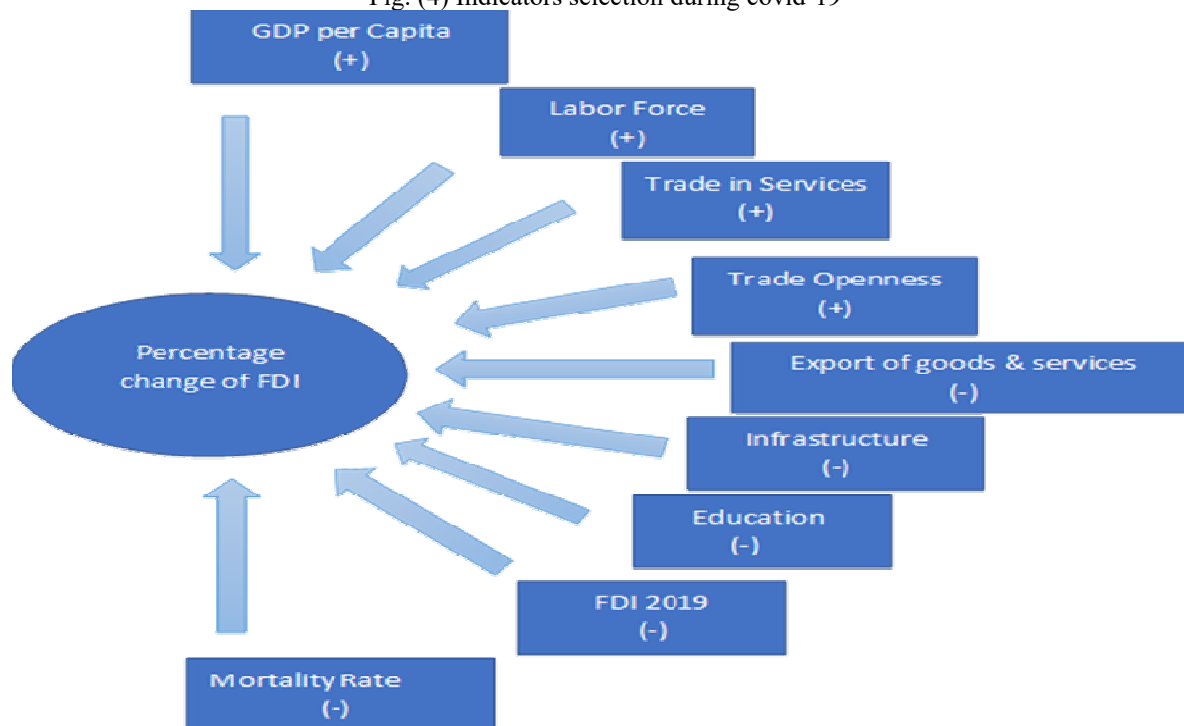 Fig. (4) Indicators selection during covid-19
GDP per Capita
(+)
Labor Force
(+)
Trade in Services
(+)
Trade Openness
(+)
Percentage
change of FDI
Export of goods & services
(-)
Infrastructure
(-)
Education
(-)
FDI 2019
(-)
Mortality Rate
(-)